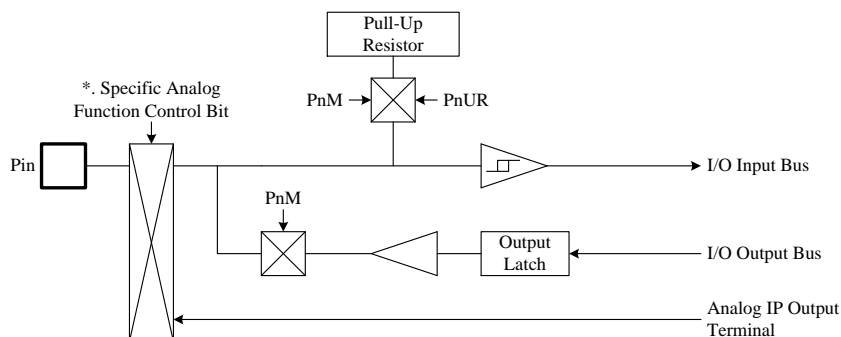 Pull-Up
Resistor
*. Specific Analog
Function Control Bit
PnM
PnUR
Pin
I/O Input Bus
PnM
Output
Latch
I/O Output Bus
Analog IP Output
Terminal